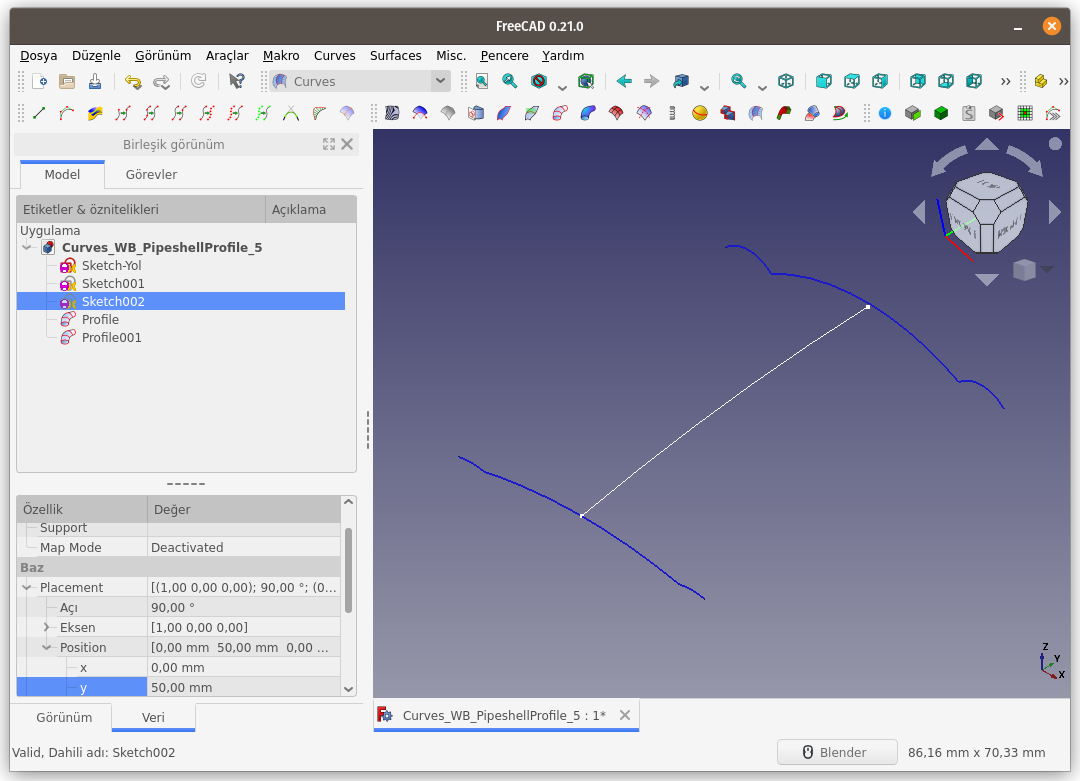 FreeCAD 0.21.0
Dosya Düzenle Görünüm Araçlar Makro Curves Surfaces Misc. Pencere Yardım
Curves
Birleşik görünüm
Model Görevler
Etiketler & öznitelikleri Açıklama
Uygulama
Curves_WB_PipeshellProfile_5
Sketch-Yol
Sketch001
Sketch002
Profile
Profile001
Özellik Değer
Support
Map Mode Deactivated
Baz
Placement [(1,00 0,00 0,00); 90,00 °; (0...
Açı 90,00 °
Eksen [1,00 0,00 0,00]
Position [0,00 mm 50,00 mm 0,00 ...
x 0,00 mm
y 50,00 mm
Z
Y
X
Görünüm Veri
Curves_WB_PipeshellProfile_5 : 1*
Valid, Dahili adı: Sketch002
Blender 86,16 mm x 70,33 mm